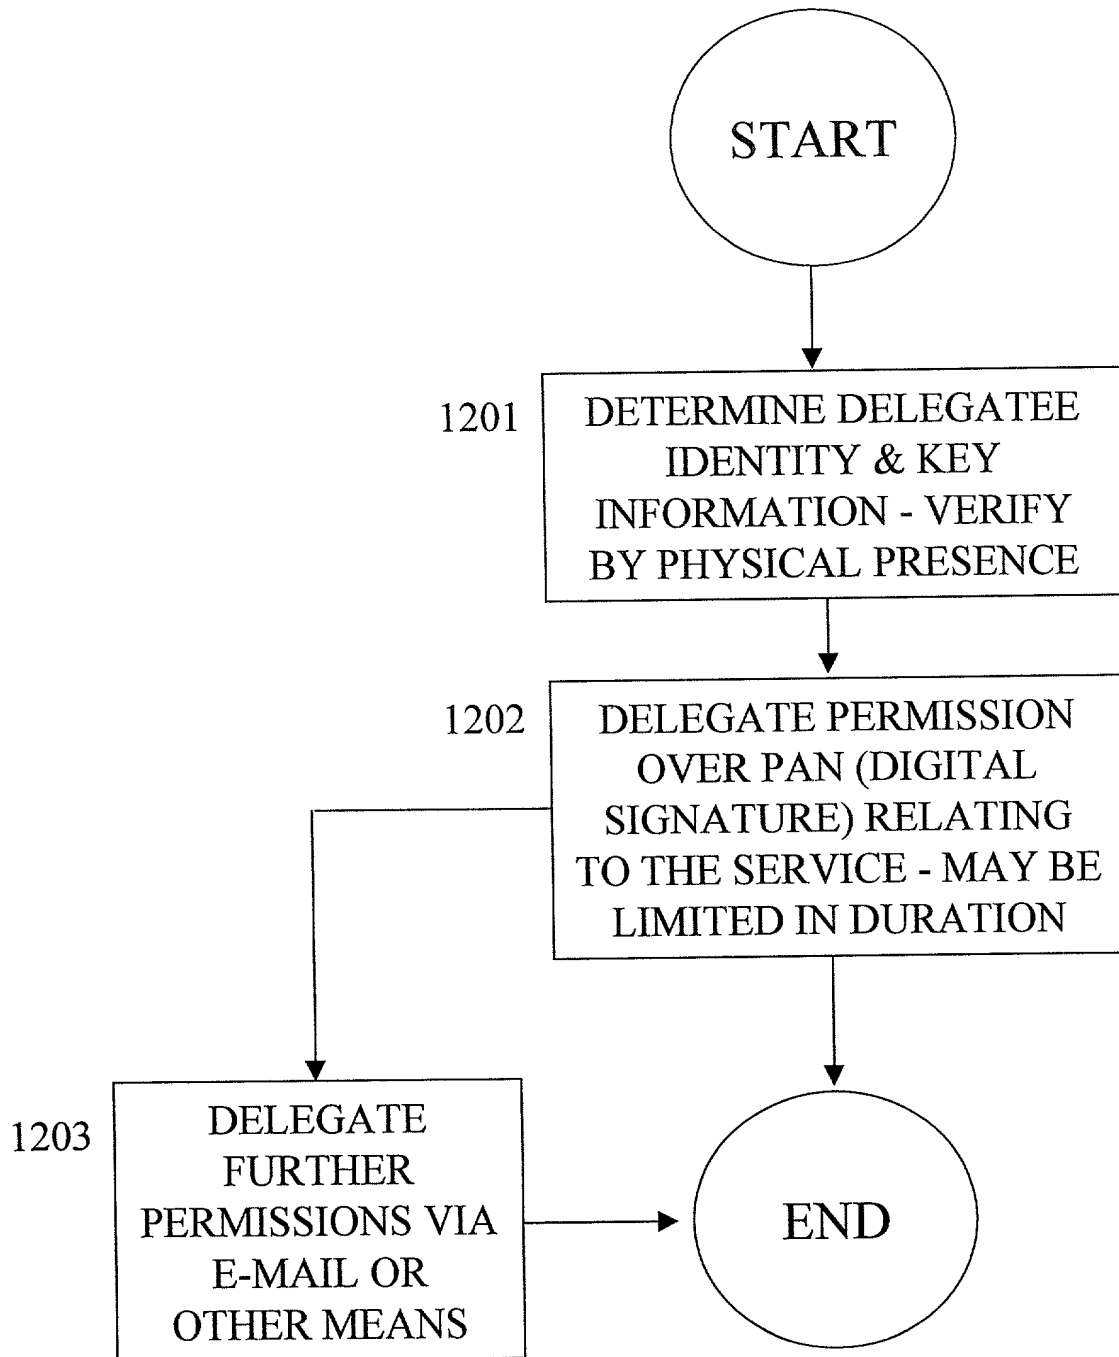 START
1201
DETERMINE DELEGATEE
IDENTITY & KEY
INFORMATION - VERIFY
BY PHYSICAL PRESENCE
1202
DELEGATE PERMISSION
OVER PAN (DIGITAL
SIGNATURE) RELATING
TO THE SERVICE - MAY BE
LIMITED IN DURATION
1203
DELEGATE
FURTHER
PERMISSIONS VIA
E-MAIL OR
OTHER MEANS
END